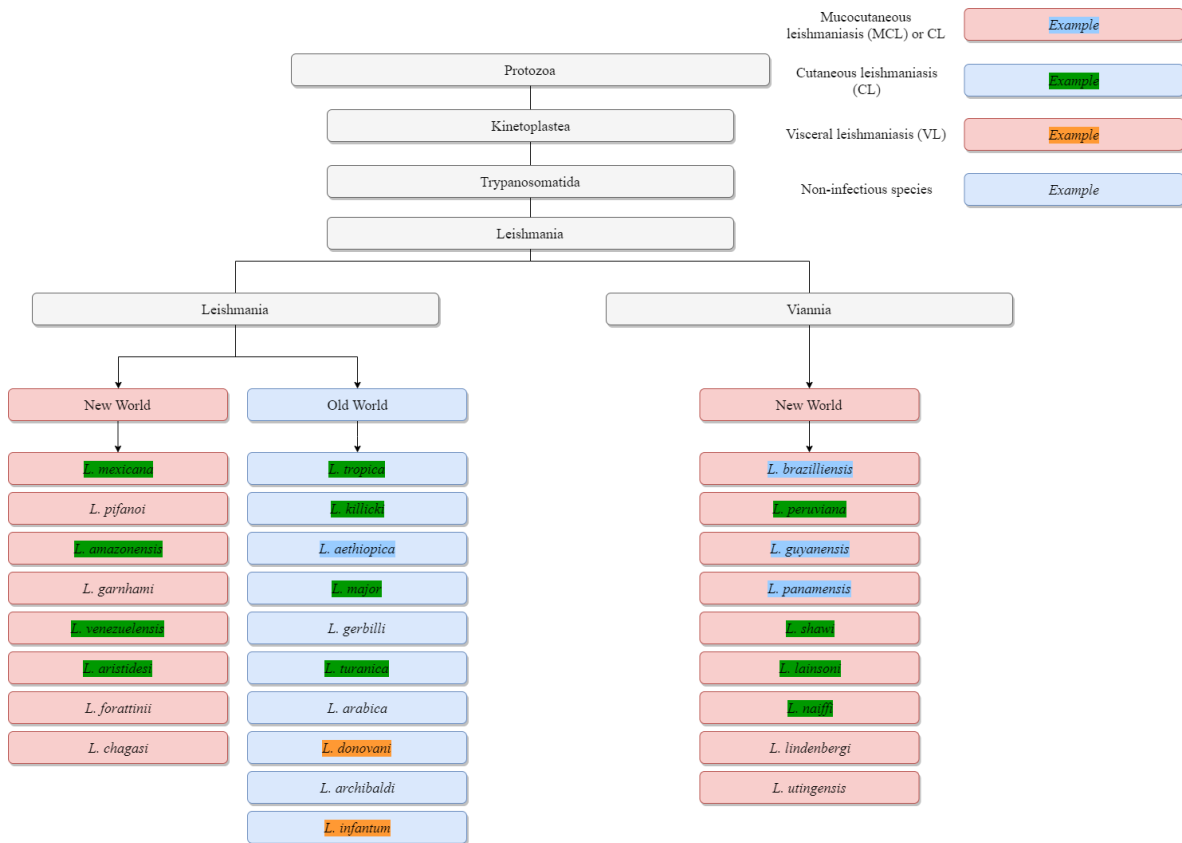 Mucocutaneous
leishmaniasis (MCL) or CL
Example
Cutaneous leishmaniasis
(CL)
Example
Visceral leishmaniasis (VL)
Example
Non-infectious species
Example
Protozoa
Kinetoplastea
Trypanosomatida
Leishmania
Leishmania
Viannia
New World
L. mexicana
L. pifanoi
L. amazonensis
L. garnhami
L. venezuelensis
L. aristidesi
L. forattinii
L. chagasi
Old World
L. tropica
L. killicki
L. aethiopica
L. major
L. gerbilli
L. turanica
L. arabica
L. donovani
L. archibaldi
L. infantum
New World
L. brazilliensis
L. peruviana
L. guyanensis
L. panamensis
L. shawi
L. lainsoni
L. naiffi
L. lindenbergi
L. utingensis